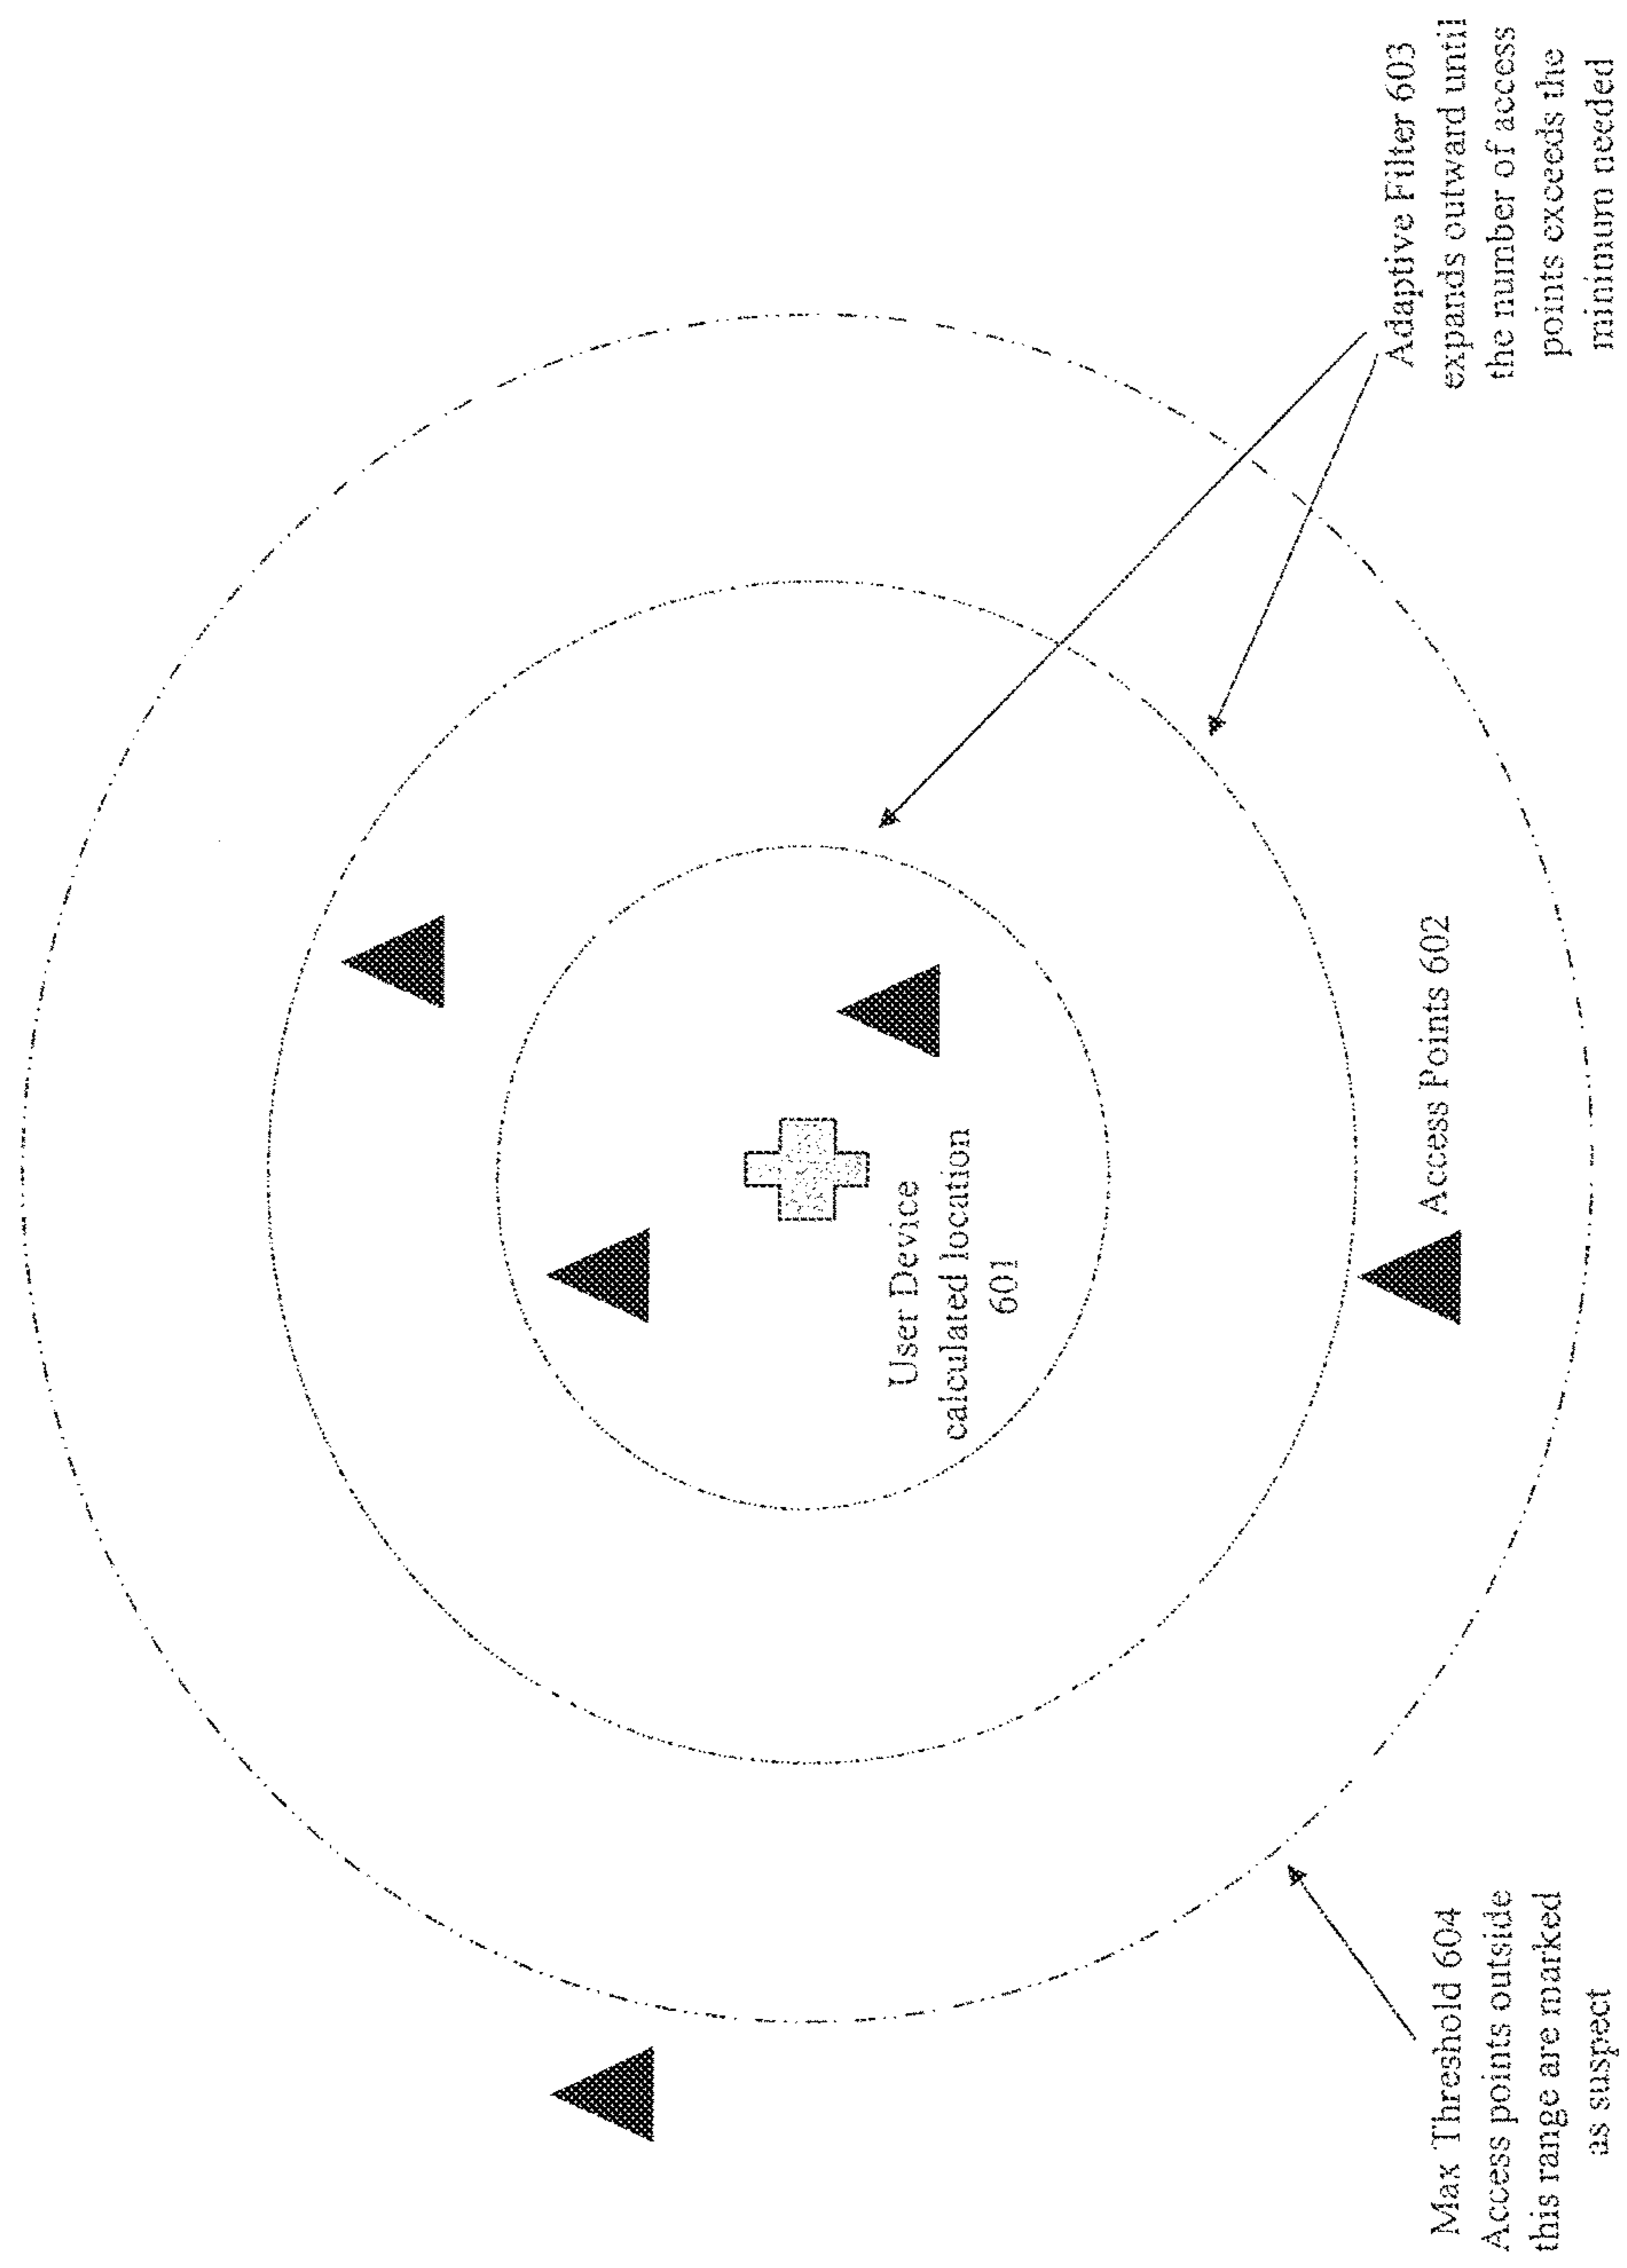 User Device
calculated location
601
Access Points 602
Adaptive Filter 603
expands outward until
the number of access
points exceeds the
minimum needed
Max Threshold 604
Access points outside
this range are marked
as suspect